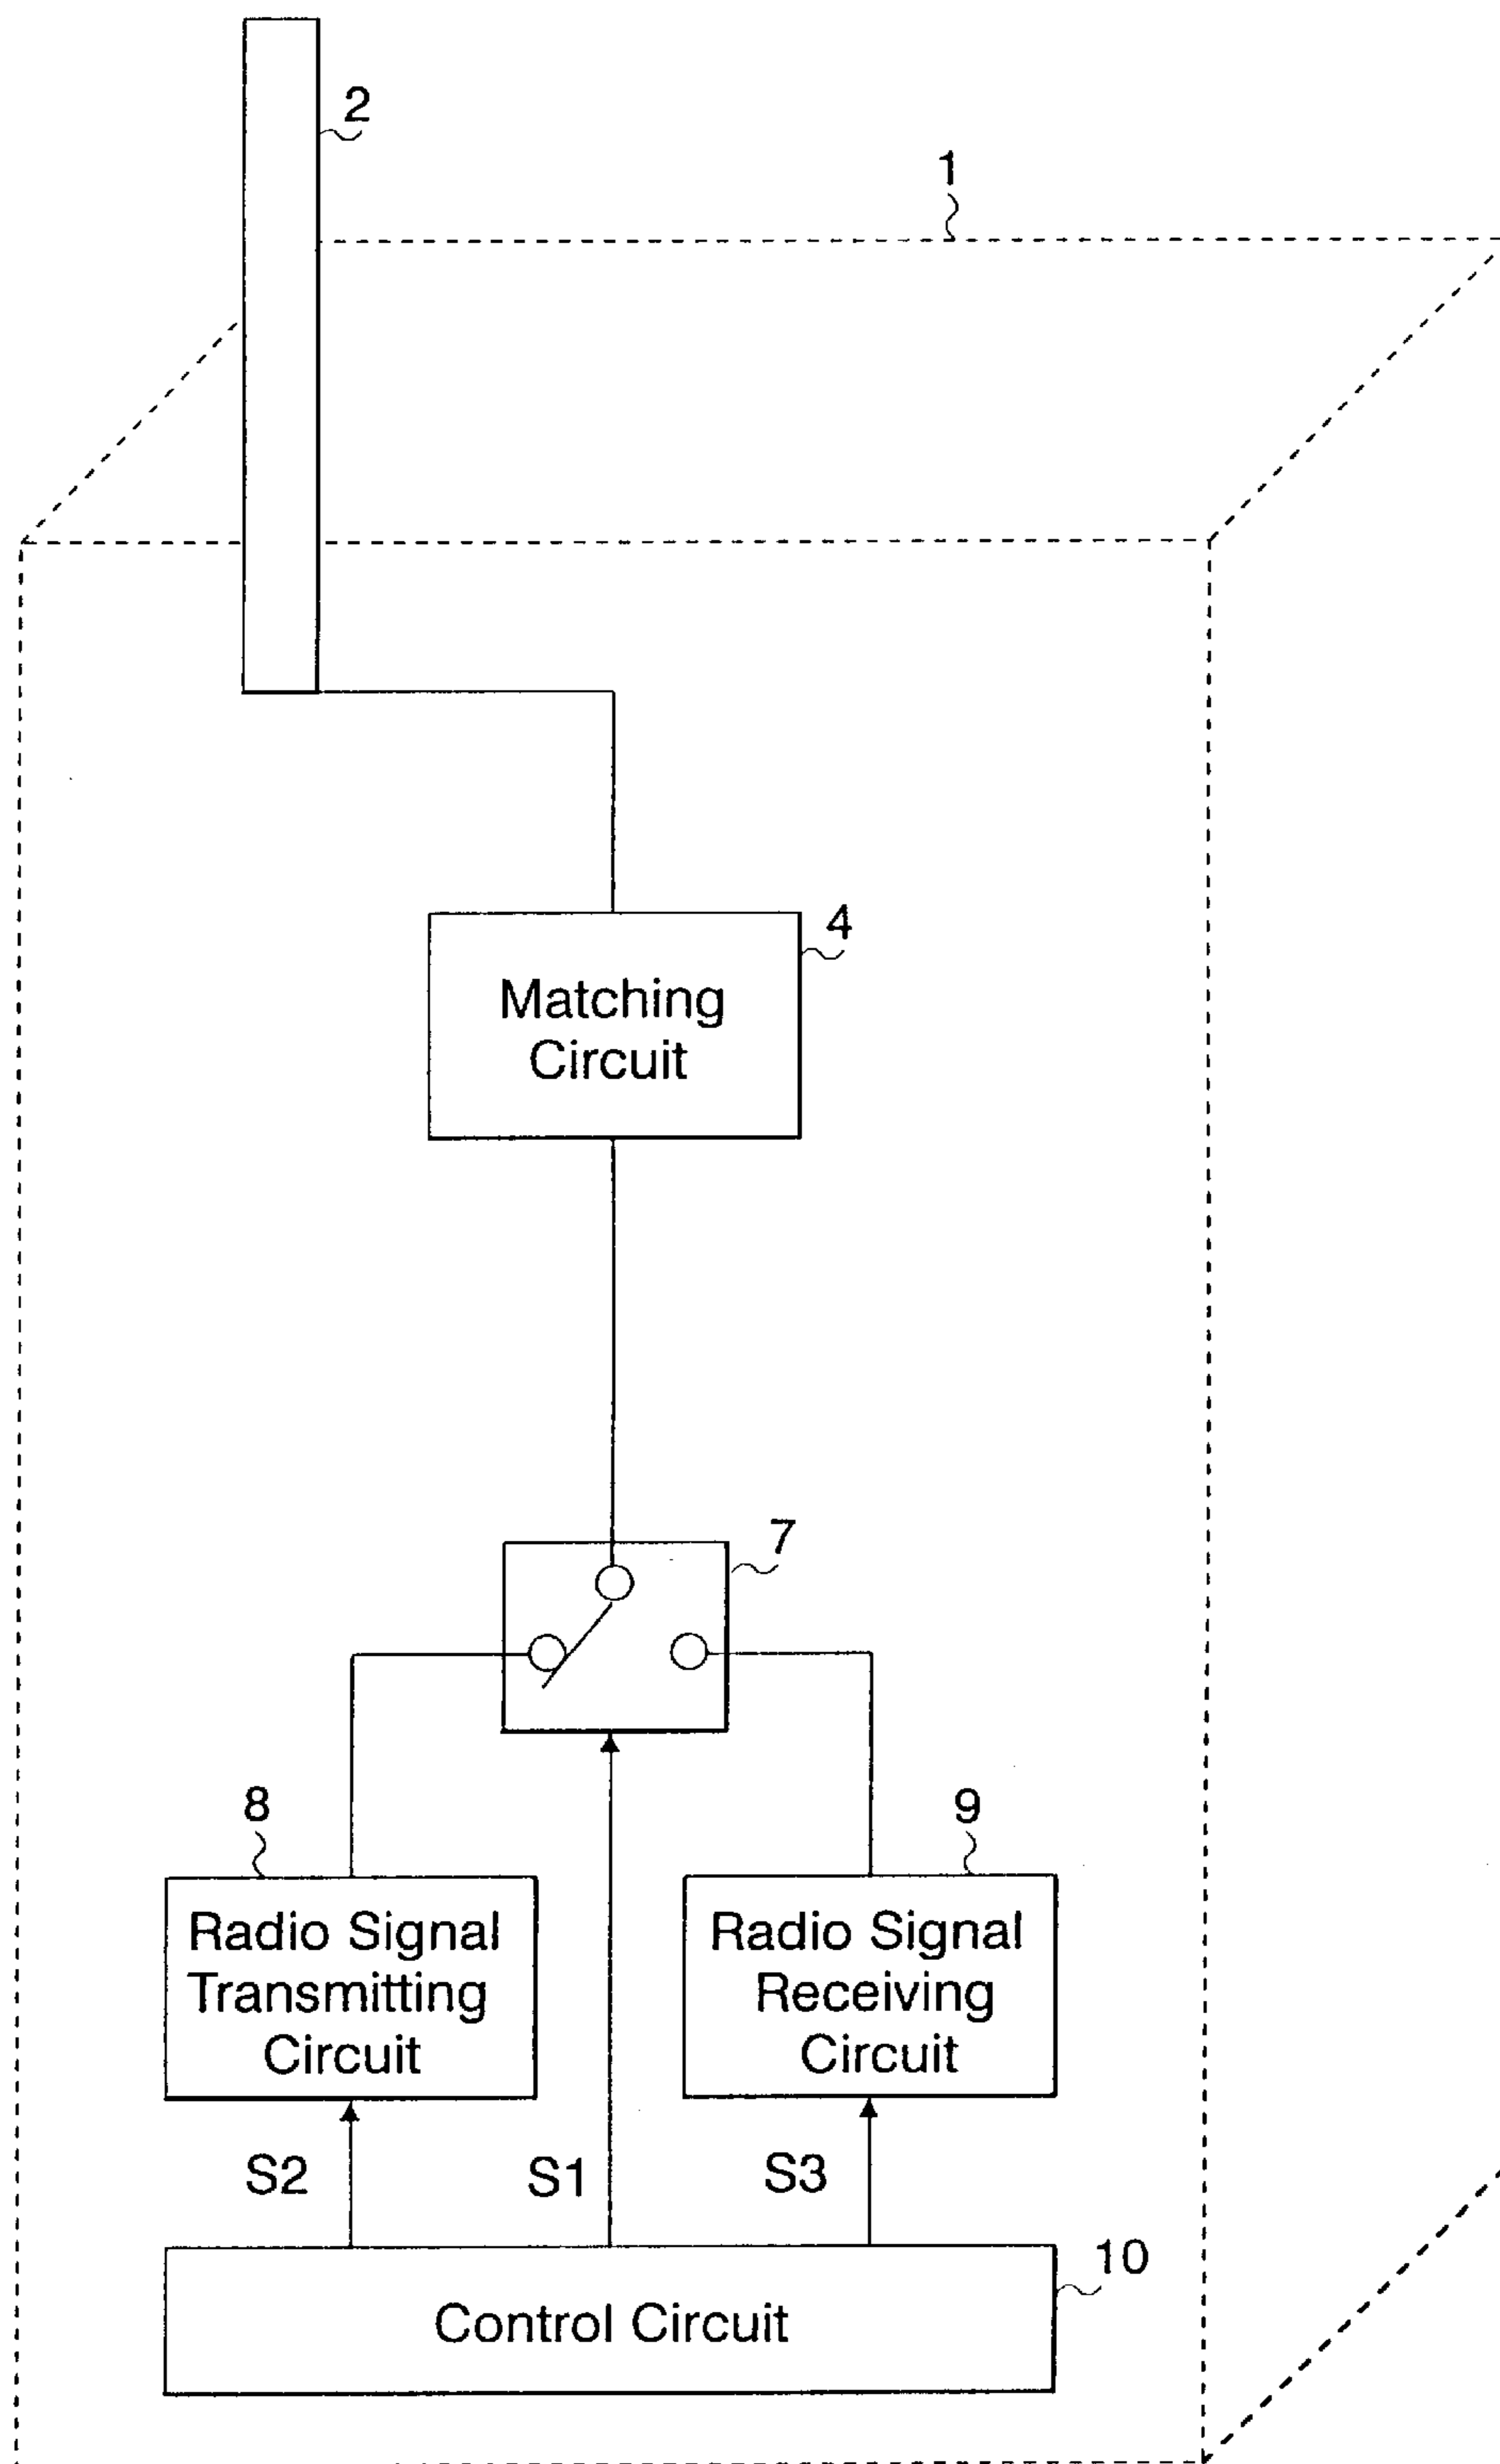 2
1
4
Matching
Circuit
7
8
9
Radio Signal
Transmitting
Circuit
Radio Signal
Receiving
Circuit
S2
S1
S3
10
Control Circuit